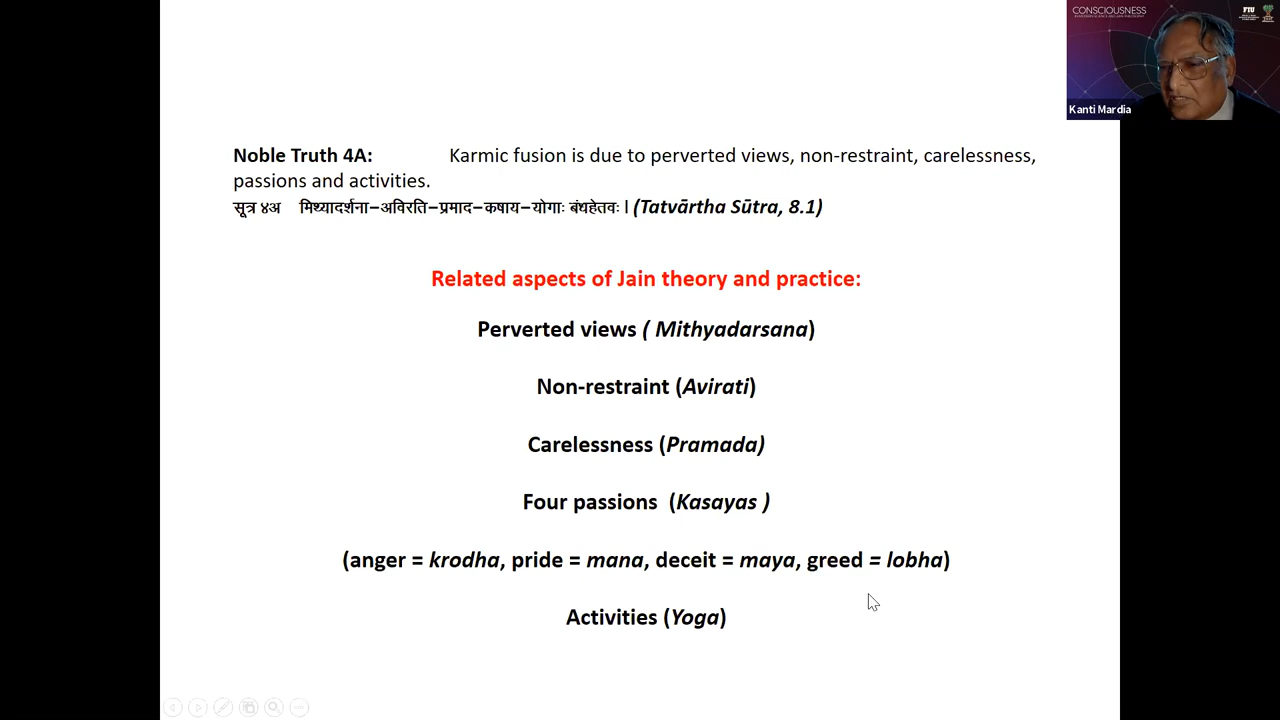 CONSCIOUSNESS
FIU
Kanti Mardia
Noble Truth 4A: Karmic fusion is due to perverted views, non-restraint, carelessness,
passions and activities.
सूत्र ४अ मिथ्यादर्शना–अविरति–प्रमाद–कषाय–योगाः बंधहेतवः । (Tatvārtha Sūtra, 8.1)
Related aspects of Jain theory and practice:
Perverted views ( Mithyadarsana)
Non-restraint (Avirati)
Carelessness (Pramada)
Four passions (Kasayas )
(anger = krodha, pride = mana, deceit = maya, greed = lobha)
Activities (Yoga)